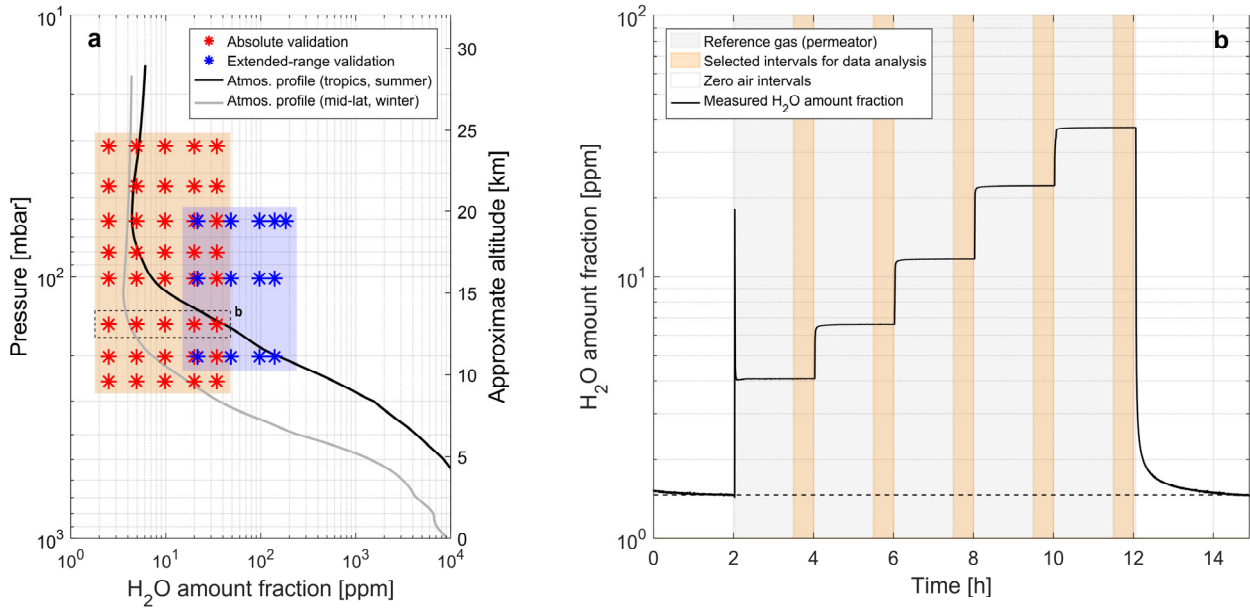 a
Absolute validation
Extended-range validation
Atmos. profile (tropics, summer)
Atmos. profile (mid-lat, winter)
b
10¹
10²
10³
Pressure [mbar]
10⁰
10¹
10²
10³
10⁴
H₂O amount fraction [ppm]
30
25
20
15
10
5
0
Approximate altitude [km]
b
Reference gas (permeator)
Selected intervals for data analysis
Zero air intervals
Measured H₂O amount fraction
10²
10¹
10⁰
H₂O amount fraction [ppm]
0
2
4
6
8
10
12
14
Time [h]